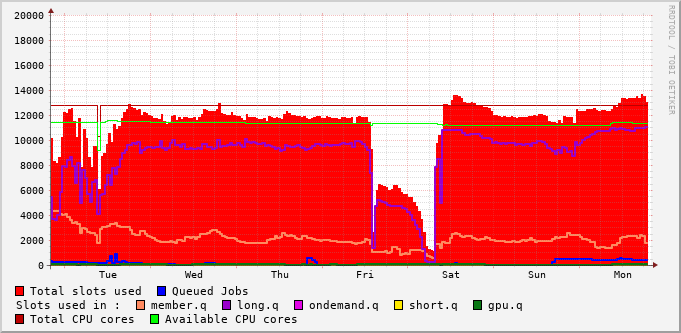 20000
18000
16000
14000
12000
10000
8000
6000
4000
2000
0
Tue Wed Thu Fri Sat Sun Mon
Total slots used Queued Jobs
Slots used in : member.q long.q ondemand.q short.q gpu.q
Total CPU cores Available CPU cores
RRDTOOL / TOBI OETIKER